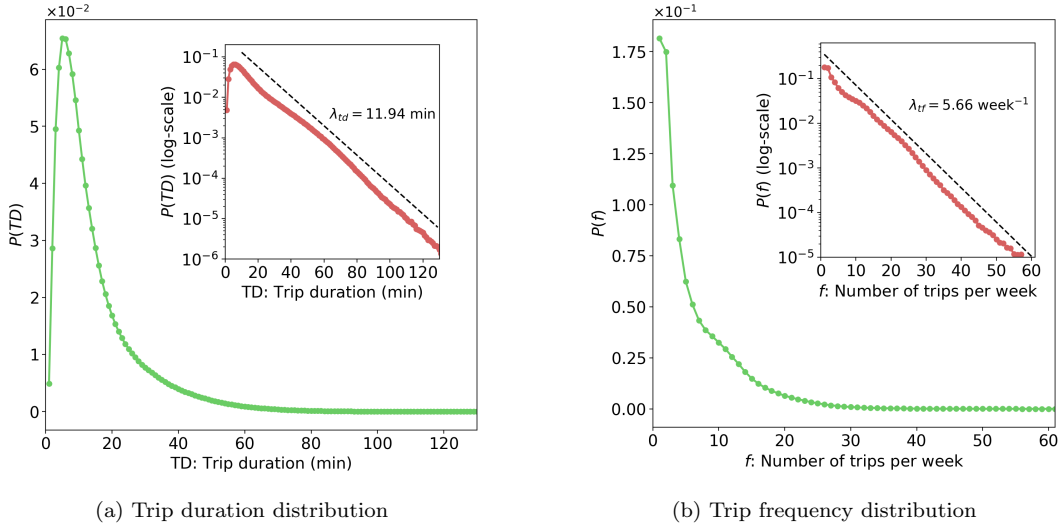 ×10⁻²
6
4
3
2
1
0
P(TD)
0 20 40 60 80 100 120
TD: Trip duration (min)
10⁻¹
10⁻²
10⁻³
10⁻⁴
10⁻⁵
10⁻⁶
P(TD) (log-scale)
λtd = 11.94 min
0 20 40 60 80 100 120
TD: Trip duration (min)
(a) Trip duration distribution
×10⁻¹
1.75
1.50
1.25
1.00
0.75
0.50
0.25
0.00
P(f)
0 10 20 30 40 50 60
f: Number of trips per week
10⁻¹
10⁻²
10⁻³
10⁻⁴
10⁻⁵
P(f) (log-scale)
λtf = 5.66 week⁻¹
0 10 20 30 40 50 60
f: Number of trips per week
(b) Trip frequency distribution